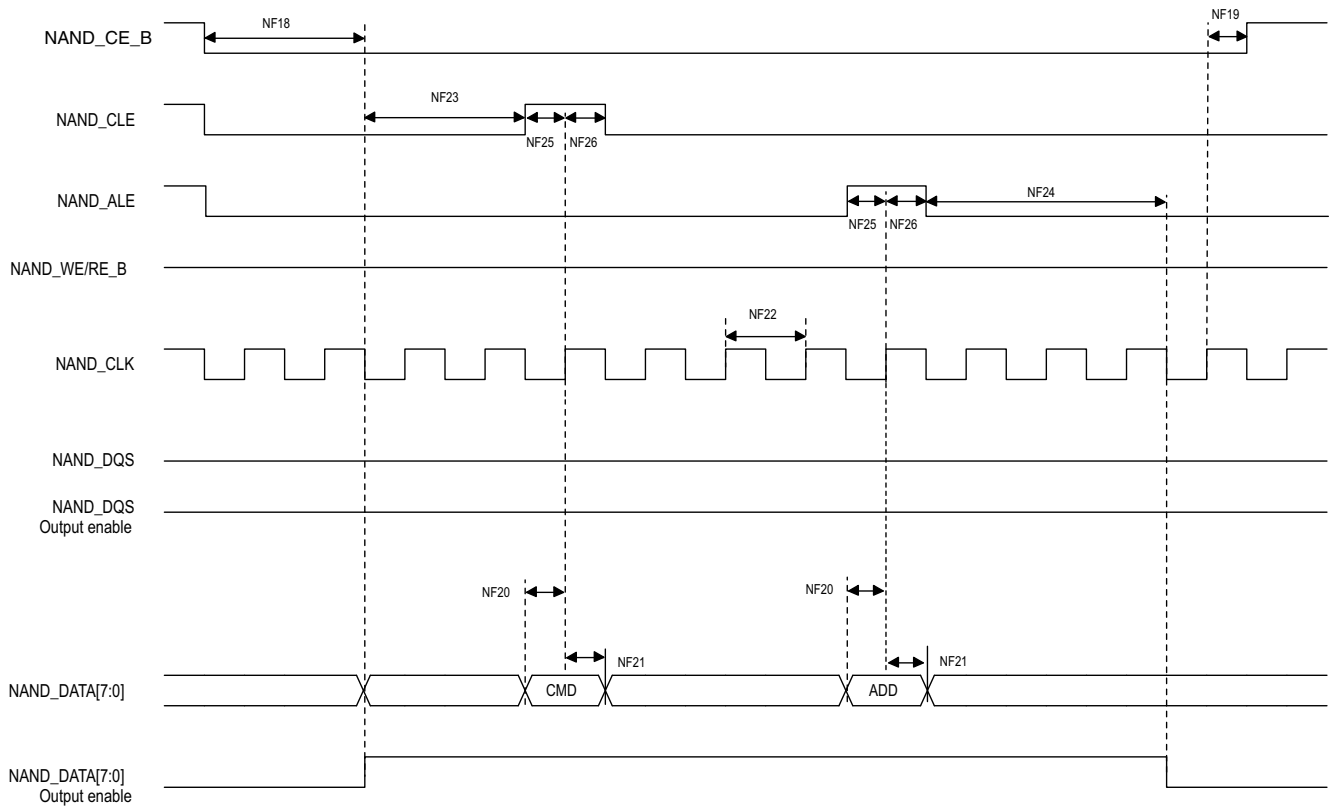 NF18
NF19
NAND_CE_B
NF23
NAND_CLE
NF25 NF26
NF24
NAND_ALE
NF25 NF26
NAND_WE/RE_B
NF22
NAND_CLK
NAND_DQS
NAND_DQS
Output enable
NF20
NF20
NF21
NF21
NAND_DATA[7:0]
CMD
ADD
NAND_DATA[7:0]
Output enable